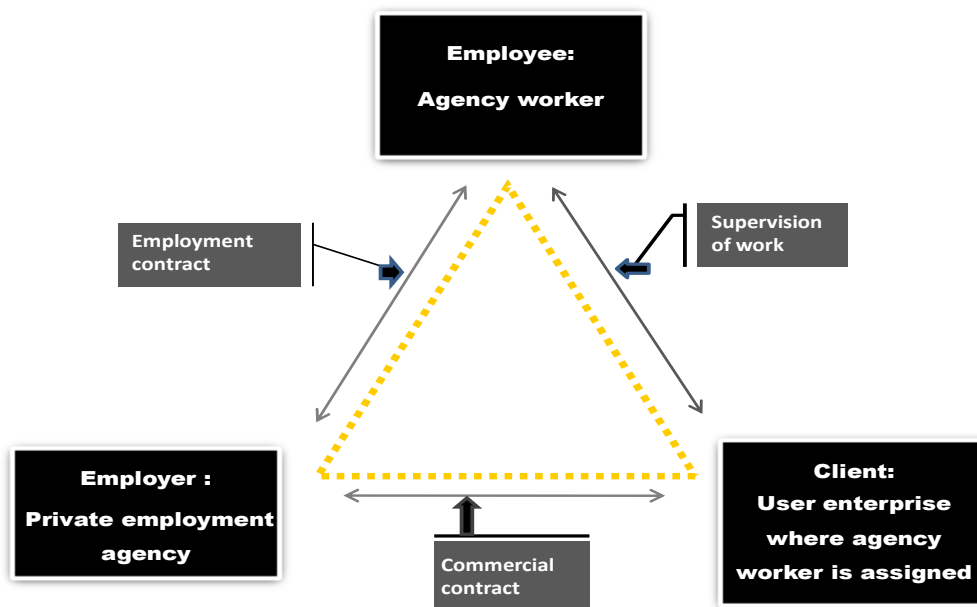 Employee:
Agency worker
Employment
contract
Supervision
of work
Employer :
Private employment
agency
Client:
User enterprise
where agency
worker is assigned
Commercial
contract